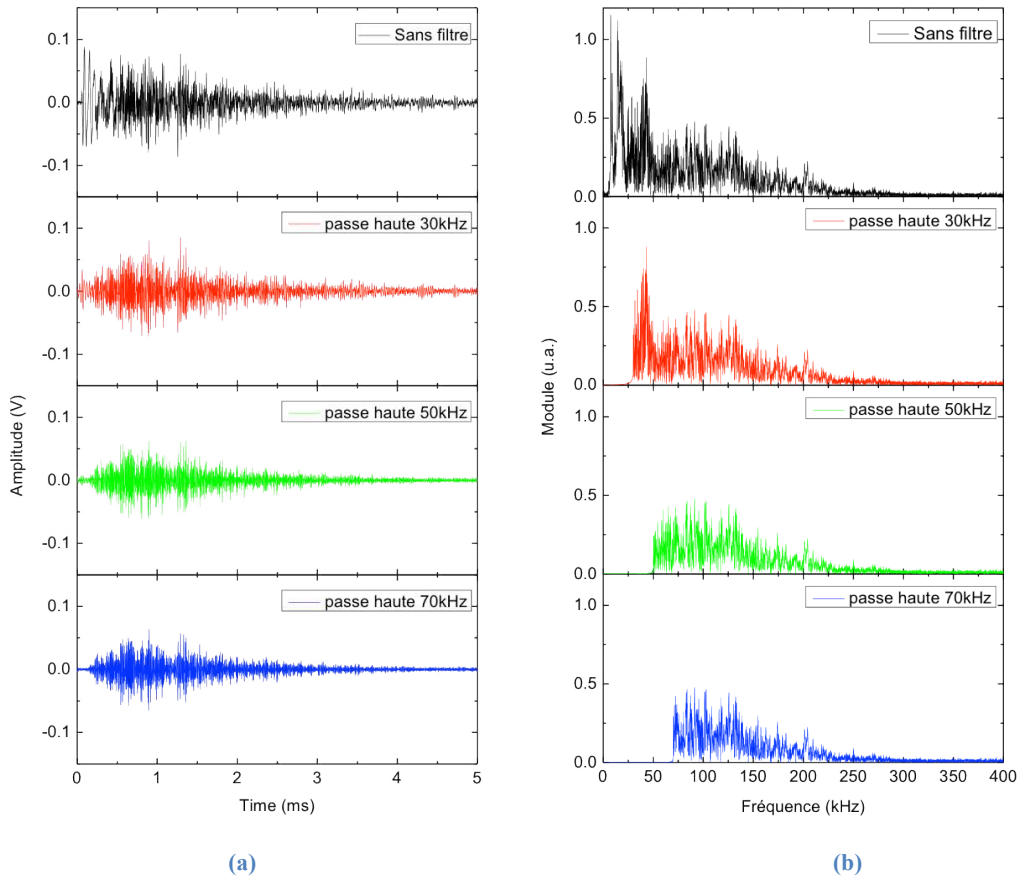 Sans filtre
0.1
0.0
-0.1
passe haute 30kHz
0.1
0.0
-0.1
passe haute 50kHz
0.1
0.0
-0.1
passe haute 70kHz
0.1
0.0
-0.1
0 1 2 3 4 5
Amplitude (V)
Time (ms)
(a)
Sans filtre
1.0
0.5
0.0
passe haute 30kHz
1.0
0.5
0.0
passe haute 50kHz
1.0
0.5
0.0
passe haute 70kHz
1.0
0.5
0.0
0 50 100 150 200 250 300 350 400
Module (u.a.)
Fréquence (kHz)
(b)